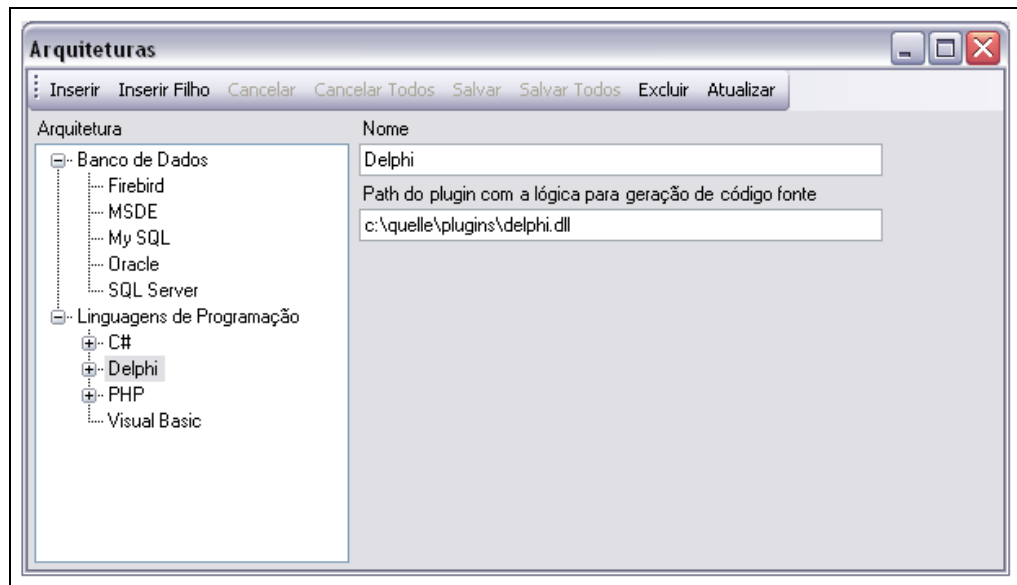 Arquiteturas
Inserir Inserir Filho Cancelar Cancelar Todos Salvar Salvar Todos Excluir Atualizar
Arquitetura
Banco de Dados
Firebird
MSDE
My SQL
Oracle
SQL Server
Linguagens de Programação
C#
Delphi
PHP
Visual Basic
Nome
Delphi
Path do plugin com a lógica para geração de código fonte
c:\quelle\plugins\delphi.dll